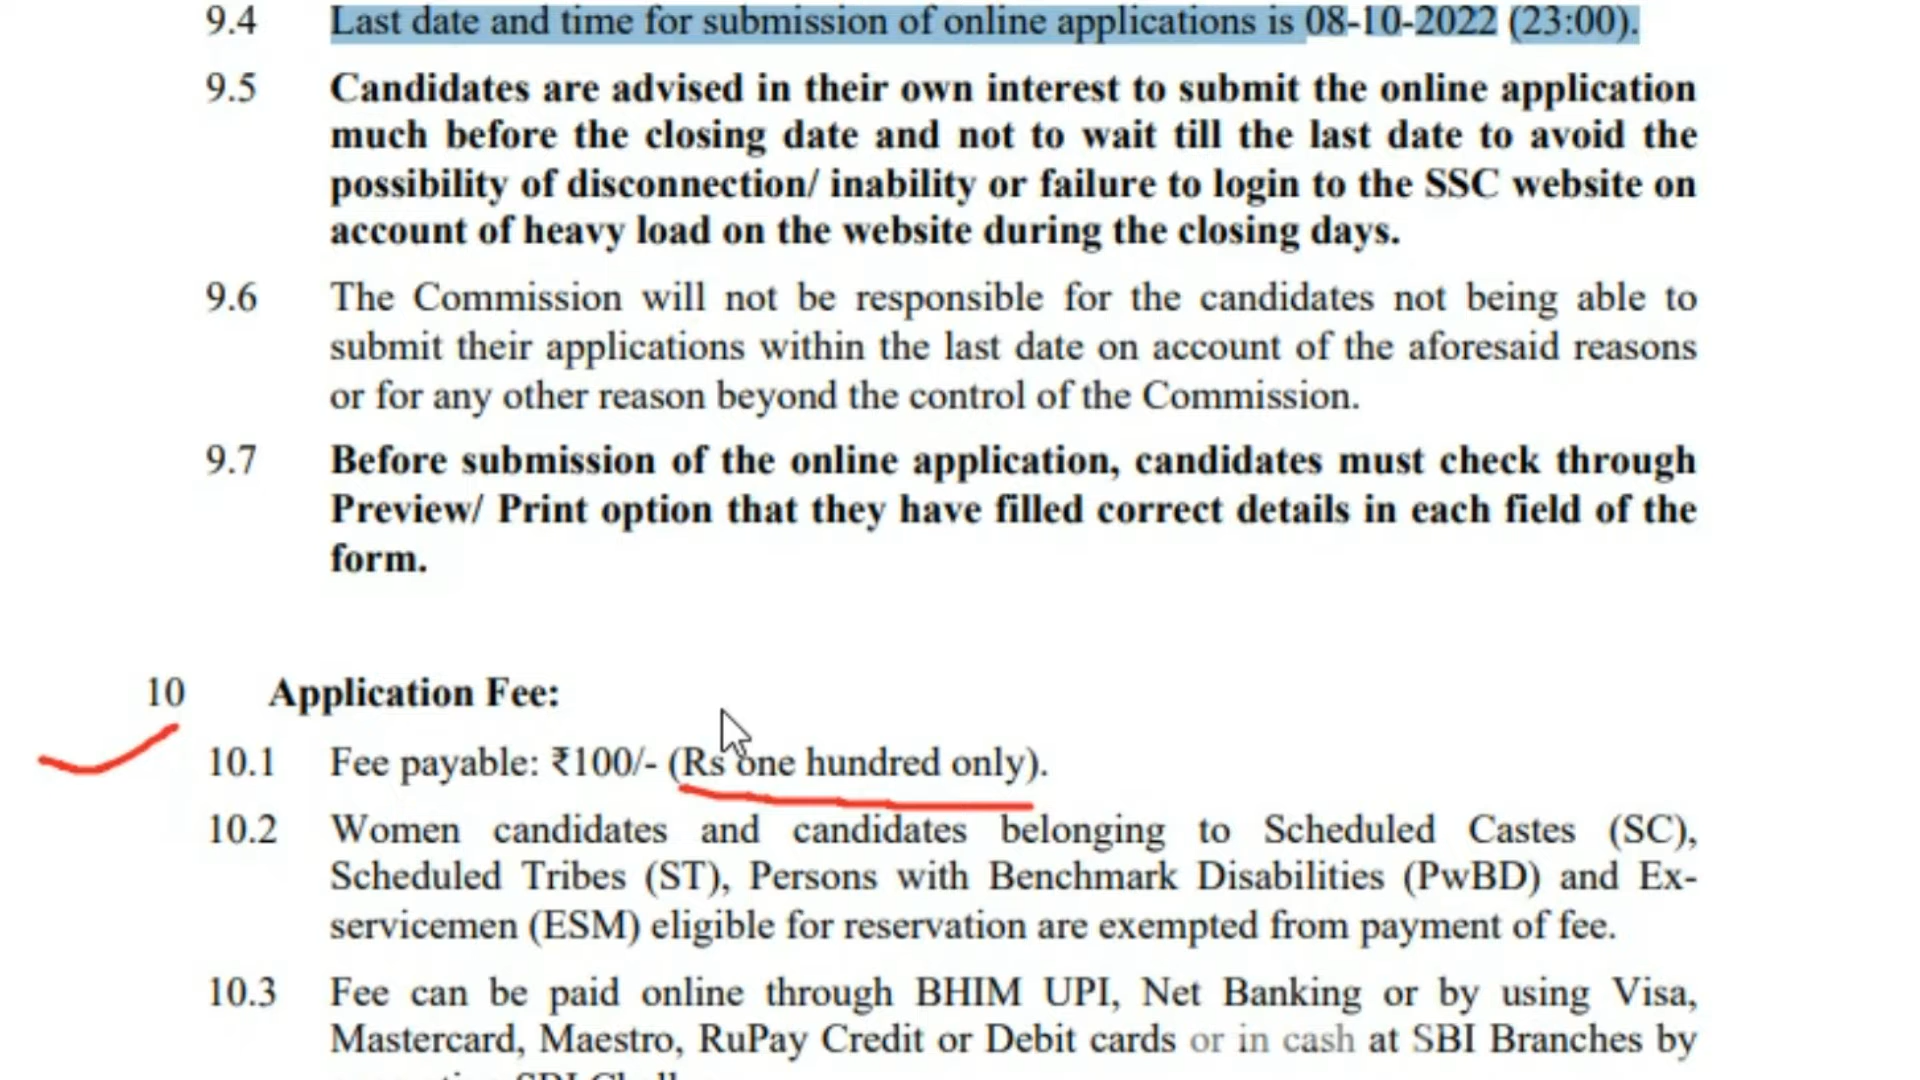 9.4 Last date and time for submission of online applications is 08-10-2022 (23:00).
9.5 Candidates are advised in their own interest to submit the online application
much before the closing date and not to wait till the last date to avoid the
possibility of disconnection/ inability or failure to login to the SSC website on
account of heavy load on the website during the closing days.
9.6 The Commission will not be responsible for the candidates not being able to
submit their applications within the last date on account of the aforesaid reasons
or for any other reason beyond the control of the Commission.
9.7 Before submission of the online application, candidates must check through
Preview/ Print option that they have filled correct details in each field of the
form.
10 Application Fee:
10.1 Fee payable: ₹100/- (Rs one hundred only).
10.2 Women candidates and candidates belonging to Scheduled Castes (SC),
Scheduled Tribes (ST), Persons with Benchmark Disabilities (PwBD) and Ex-
servicemen (ESM) eligible for reservation are exempted from payment of fee.
10.3 Fee can be paid online through BHIM UPI, Net Banking or by using Visa,
Mastercard, Maestro, RuPay Credit or Debit cards or in cash at SBI Branches by